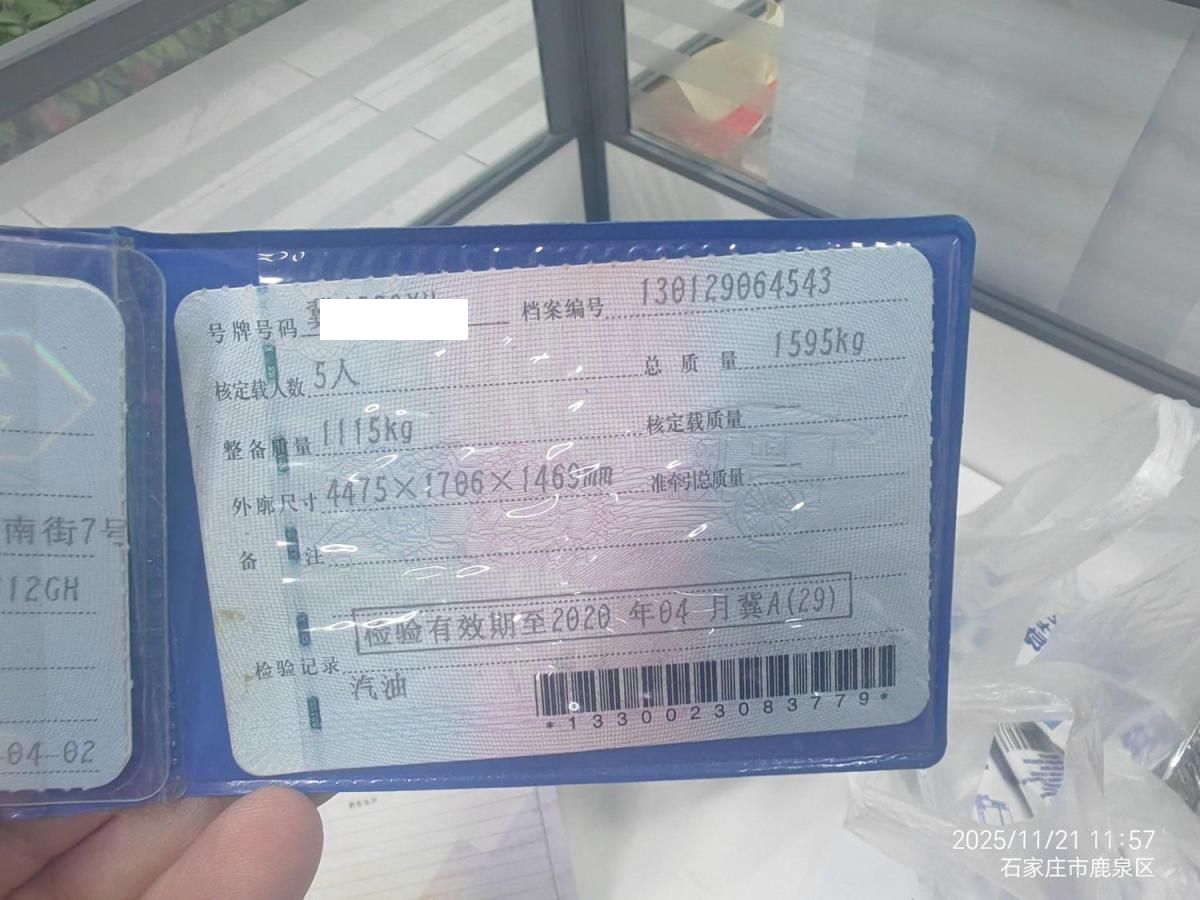 号牌号码 冀
档案编号 130129064543
核定载人数 5人
总质量 1595kg
整备质量 1115kg
核定载质量 --
外廓尺寸 4475×1706×1469mm
准牵引总质量 --
备注
检验有效期至2020 年04 月冀A(29)
检验记录
汽油
*1330023083779*
南街7号
12GH
-04-02
2025/11/21 11:57
石家庄市鹿泉区